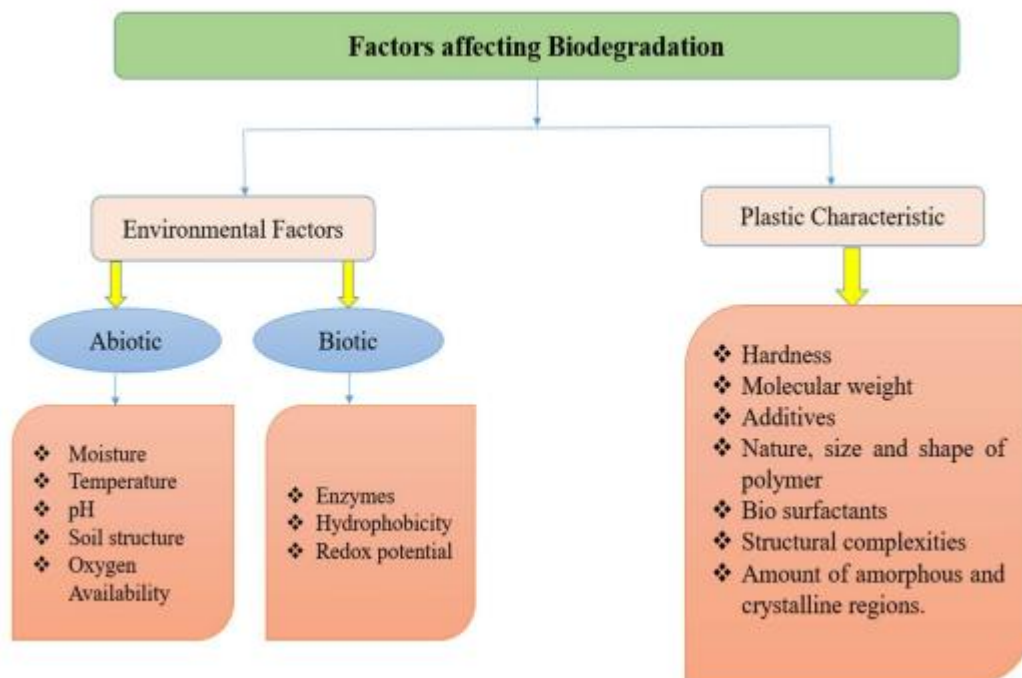 Factors affecting Biodegradation
Environmental Factors
Plastic Characteristic
Abiotic
Biotic
❖ Moisture
❖ Temperature
❖ pH
❖ Soil structure
❖ Oxygen
Availability
❖ Enzymes
❖ Hydrophobicity
❖ Redox potential
❖ Hardness
❖ Molecular weight
❖ Additives
❖ Nature, size and shape of
polymer
❖ Bio surfactants
❖ Structural complexities
❖ Amount of amorphous and
crystalline regions.